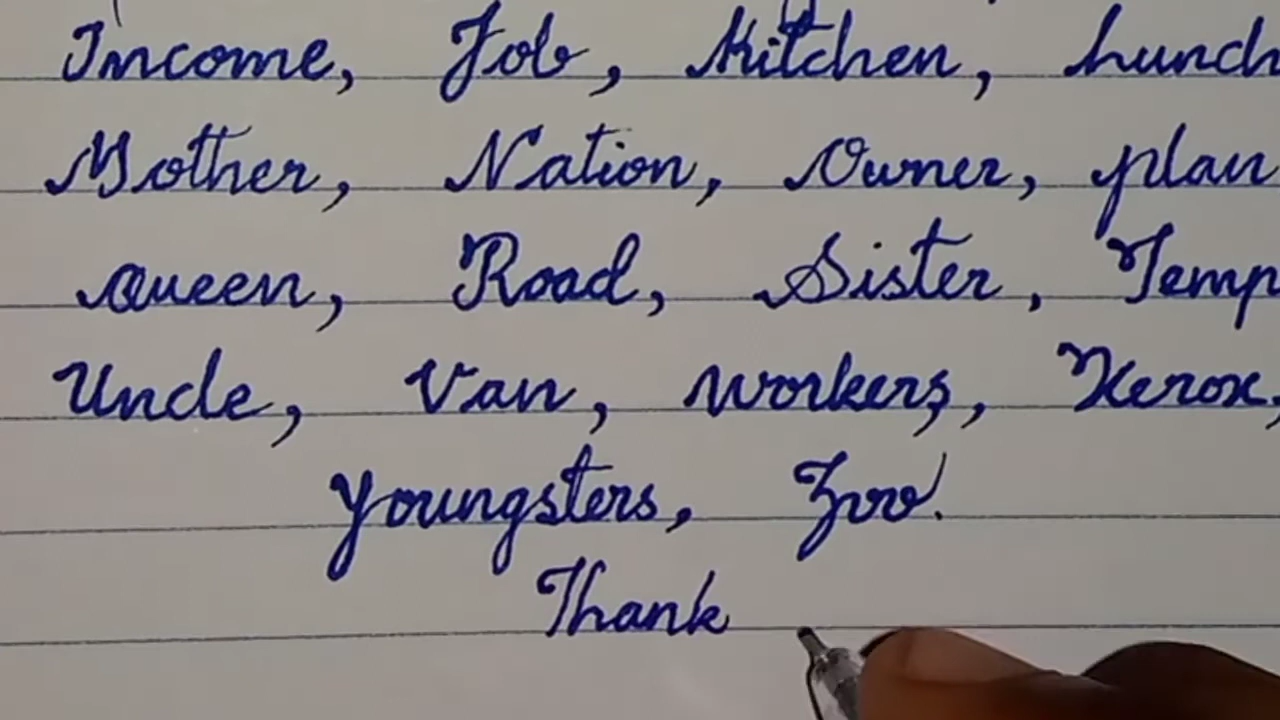 Income, Job, Kitchen, Lunch
Mother, Nation, Owner, plan
Queen, Road, Sister, Temp
Uncle, Van, Workers, Xerox,
Youngsters, Zoo.
Thank